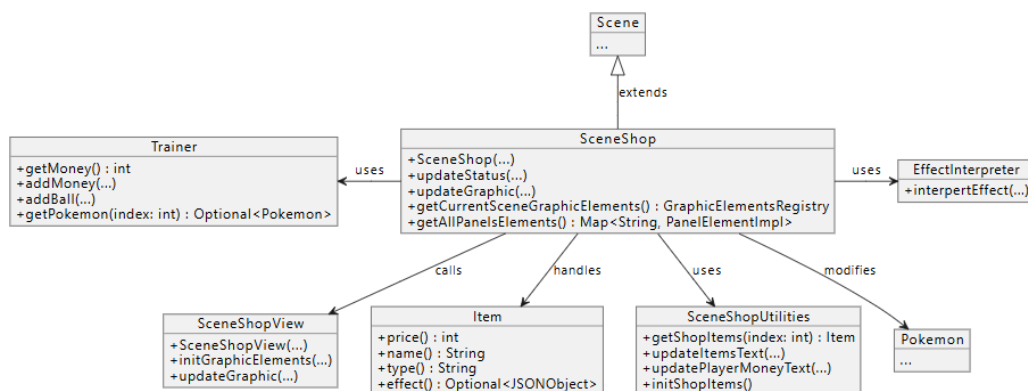 Scene
...
extends
Trainer
+getMoney() : int
+addMoney(...)
+addBall(...)
+getPokemon(index: int) : Optional<Pokemon>
uses
SceneShop
+SceneShop(...)
+updateStatus(...)
+updateGraphic(...)
+getCurrentSceneGraphicElements() : GraphicElementsRegistry
+getAllPanelsElements() : Map<String, PanelElementImpl>
uses
EffectInterpreter
+interpertEffect(...)
calls
handles
uses
modifies
SceneShopView
+SceneShopView(...)
+initGraphicElements(...)
+updateGraphic(...)
Item
+price() : int
+name() : String
+type() : String
+effect() : Optional<JSONObject>
SceneShopUtilities
+getShopItems(index: int) : Item
+updateItemsText(...)
+updatePlayerMoneyText(...)
+initShopItems()
Pokemon
...